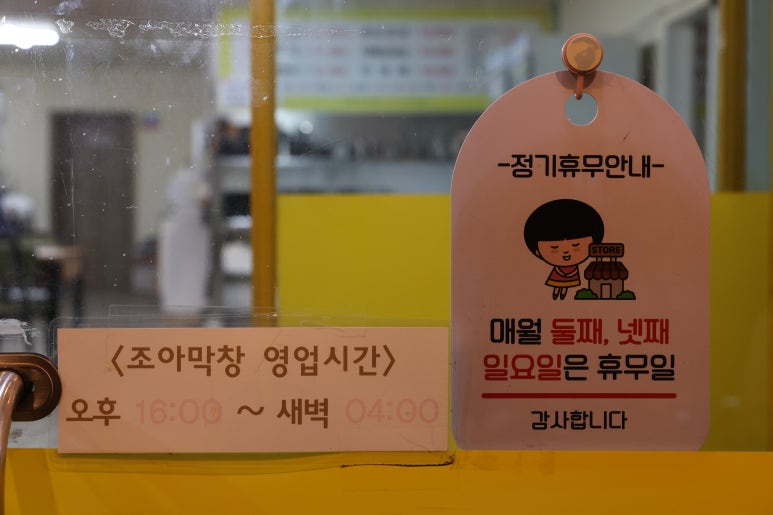 <조아막창 영업시간>
오후 16:00 ~ 새벽 04:00
-정기휴무안내-
STORE
매월 둘째, 넷째
일요일은 휴무일
감사합니다